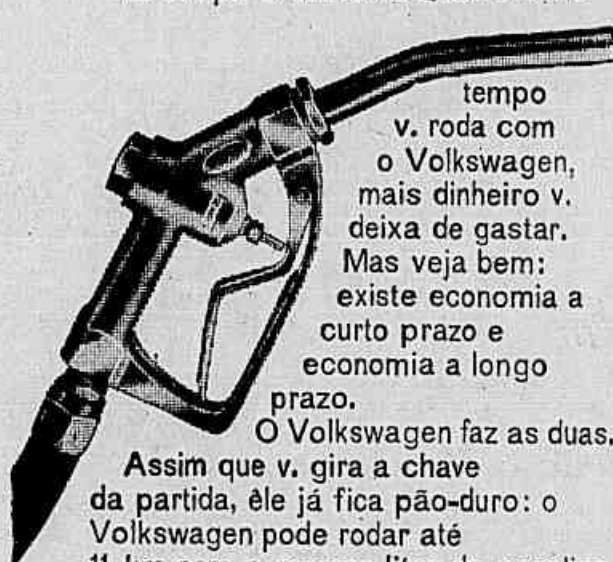 tempo
v. roda com
o Volkswagen,
mais dinheiro v.
deixa de gastar.
Mas veja bem:
existe economia a
curto prazo e
economia a longo
prazo.
O Volkswagen faz as duas.
Assim que v. gira a chave
da partida, êle já fica pão-duro: o
Volkswagen pode rodar até